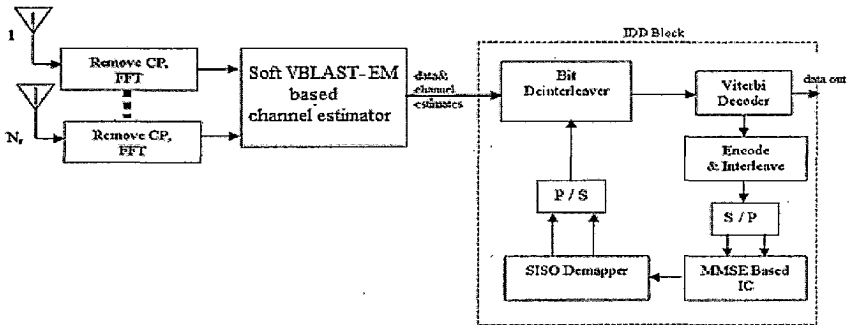 IDD Block
1
Remove CP,
FFT
Soft VBLAST-EM
based
channel estimator
data&
channel
estimates
Bit
Deinterleaver
Viterbi
Decoder
data out
Nr
Remove CP,
FFT
Encode
& Interleave
P / S
S / P
SISO Demapper
MMSE Based
IC